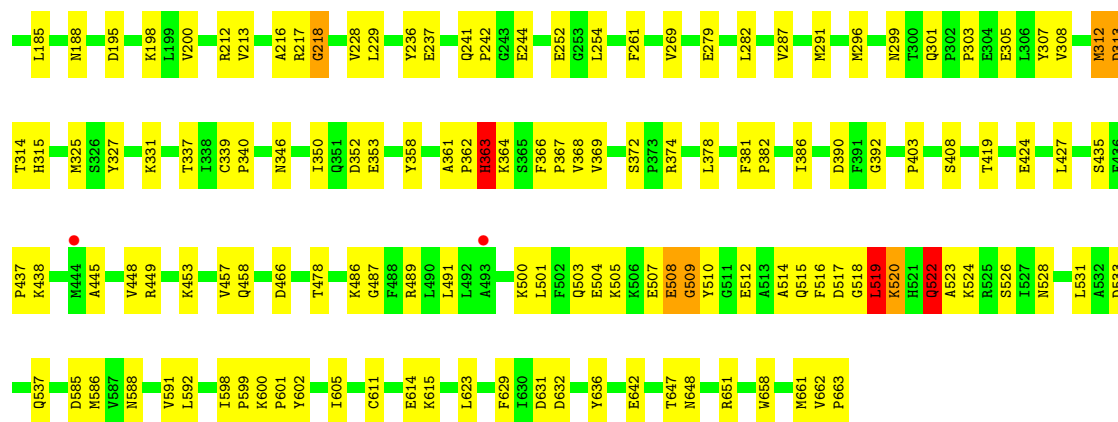 L185 N188 D195 K198 L199 V200 R212 V213 A216 R217 G218 V228 L229 Y236 E237 Q241 P242 G243 E244 E252 G253 L254 F261 V269 E279 L282 V287 M291 M296 N299 T300 Q301 P302 P303 E304 E305 L306 Y307 V308 M312 D313
T314 H315 M325 S326 Y327 K331 T337 I338 C339 P340 N346 I350 Q351 D352 E353 Y358 A361 P362 H363 K364 S365 F366 P367 V368 V369 S372 P373 R374 L378 F381 P382 I386 D390 F391 G392 P403 S408 T419 E424 L427 S435 E436
P437 K438 M444 A445 V448 R449 K453 V457 Q458 D466 T478 K486 G487 F488 R489 L490 L491 L492 A493 K500 L501 F502 Q503 E504 K505 K506 E507 E508 G509 Y510 G511 E512 A513 A514 Q515 F516 D517 G518 L519 K520 H521 Q522 A523 K524 R525 S526 I527 N528 L531 A532 D533
Q537 D585 M586 V587 N588 V591 L592 I598 P599 K600 P601 Y602 I605 C611 E614 K615 L623 F629 I630 D631 D632 Y636 E642 T647 N648 R651 W658 M661 V662 P663